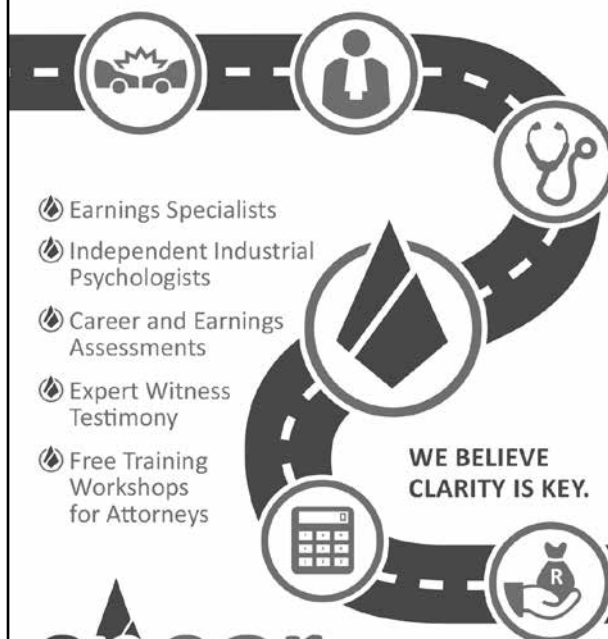 Earnings Specialists
Independent Industrial
Psychologists
Career and Earnings
Assessments
Expert Witness
Testimony
Free Training
Workshops
for Attorneys
WE BELIEVE
CLARITY IS KEY.
R